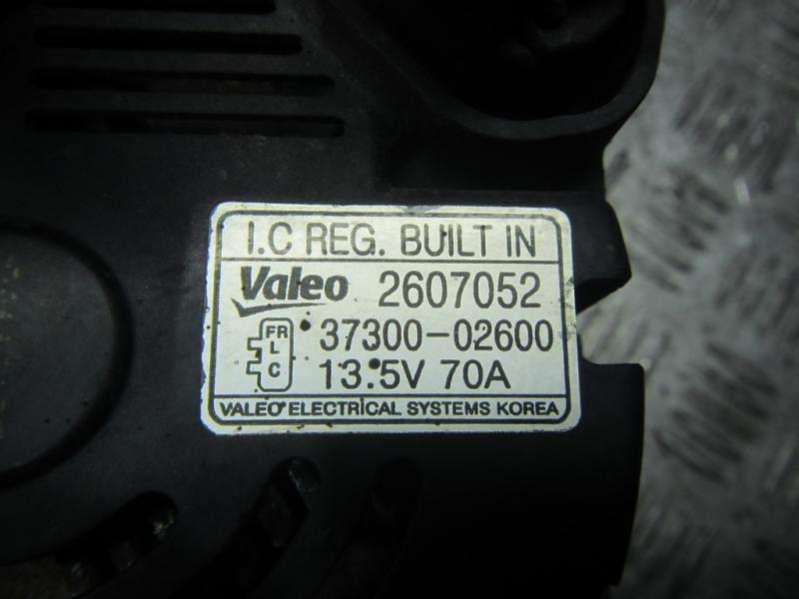 I.C REG. BUILT IN
Valeo 2607052
FR 37300-02600
L
C 13.5V 70A
VALEO ELECTRICAL SYSTEMS KOREA